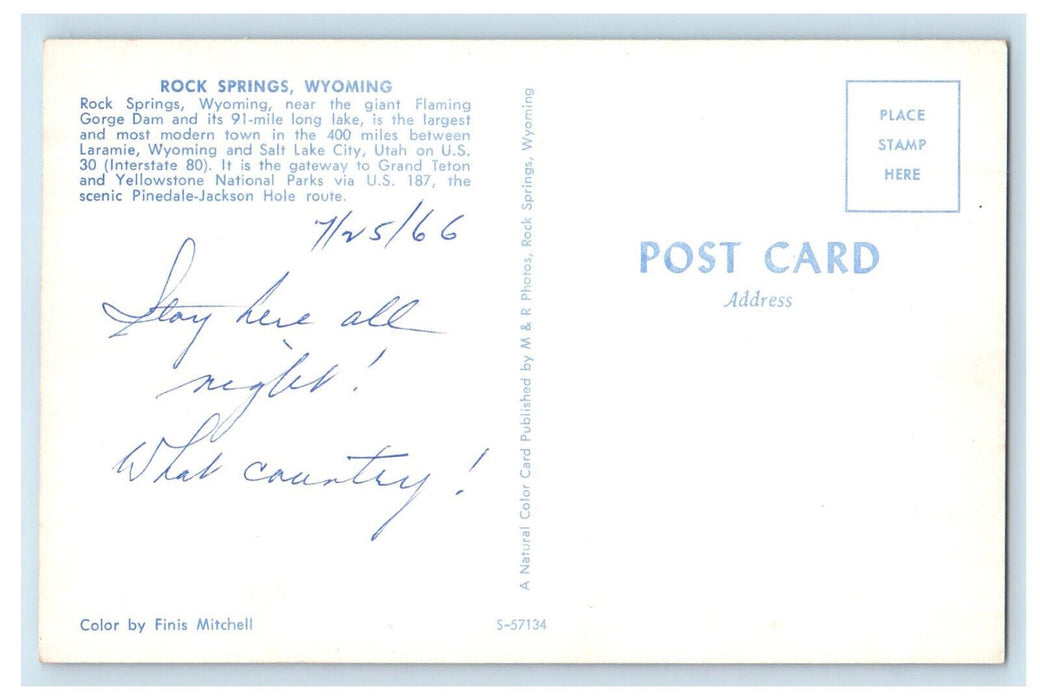 ROCK SPRINGS, WYOMING
Rock Springs, Wyoming, near the giant Flaming
Gorge Dam and its 91-mile long lake, is the largest
and most modern town in the 400 miles between
Laramie, Wyoming and Salt Lake City, Utah on U.S.
30 (Interstate 80). It is the gateway to Grand Teton
and Yellowstone National Parks via U.S. 187, the
scenic Pinedale-Jackson Hole route.
7/25/66
Stay here all
night!
What country!
Color by Finis Mitchell
A Natural Color Card Published by M & R Photos, Rock Springs, Wyoming
S-57134
PLACE
STAMP
HERE
POST CARD
Address